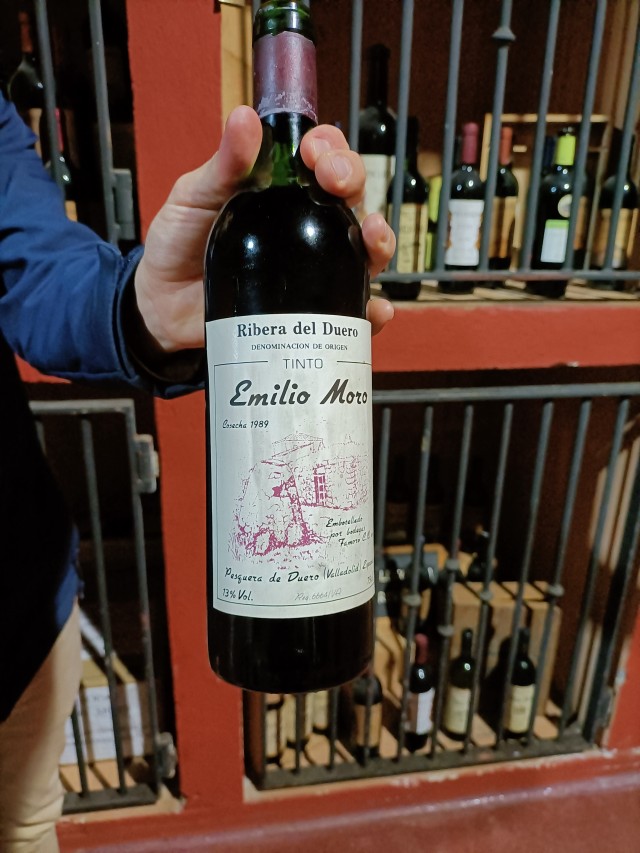 Ribera del Duero
DENOMINACION DE ORIGEN
TINTO
Emilio Moro
Cosecha 1989
Embotellado
por bodegas
Famoro
Pesquera de Duero (Valladolid)
13% Vol.